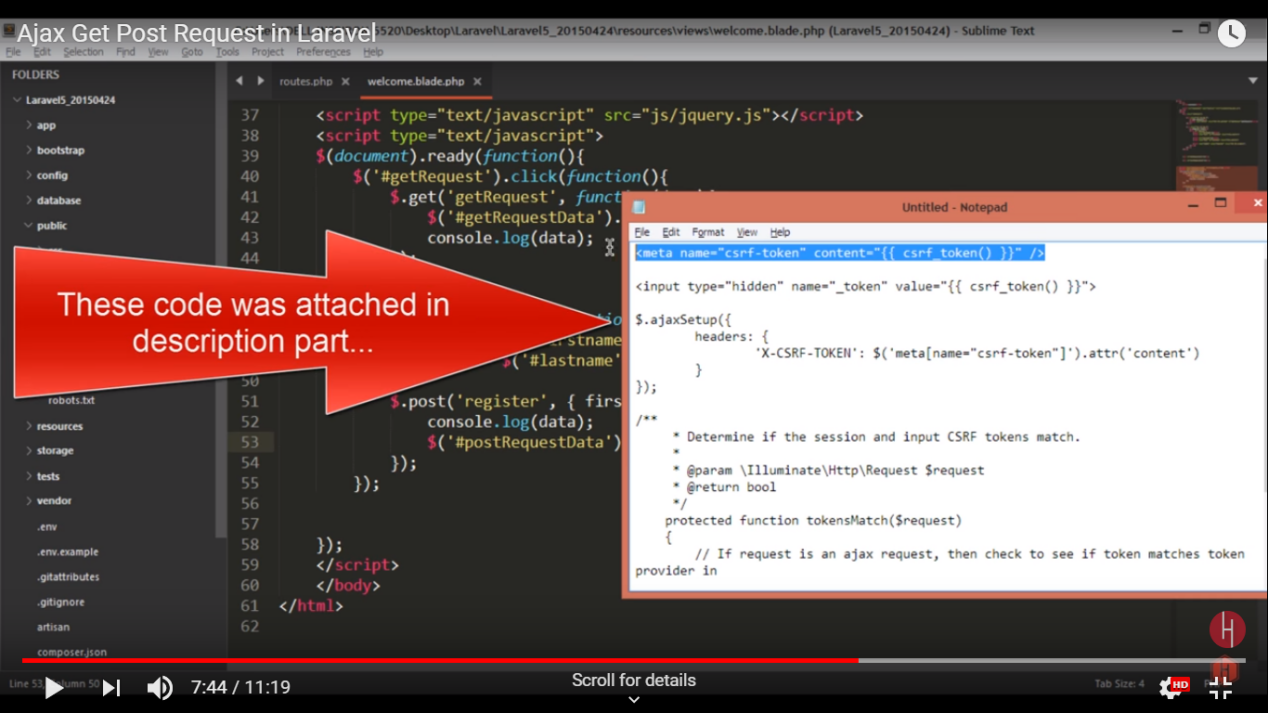 Ajax Get Post Request in Laravel
5520\Desktop\Laravel\Laravel5_20150424\resources\views\welcome.blade.php (Laravel5_20150424) - Sublime Text
File Edit Selection Find View Goto Tools Project Preferences Help
FOLDERS
Laravel5_20150424
app
bootstrap
config
database
public
robots.txt
resources
storage
tests
vendor
.env
.env.example
.gitattributes
.gitignore
artisan
composer.json
routes.php
welcome.blade.php
37 <script type="text/javascript" src="js/jquery.js"></script>
38 <script type="text/javascript">
39 $(document).ready(function(){
40 $('#getRequest').click(function(){
41 $.get('getRequest', funct
42 $('#getRequestData').
43 console.log(data);
44
$('#lastname'
50
51 $.post('register', { firs
52 console.log(data);
53 $('#postRequestData')
54 });
55 });
56
57
58 });
59 </script>
60 </body>
61 </html>
62
These code was attached in
description part...
Untitled - Notepad
File Edit Format View Help
<meta name="csrf-token" content="{{ csrf_token() }}" />
<input type="hidden" name="_token" value="{{ csrf_token() }}">
$.ajaxSetup({
headers: {
'X-CSRF-TOKEN': $('meta[name="csrf-token"]').attr('content')
}
});
/**
* Determine if the session and input CSRF tokens match.
*
* @param \Illuminate\Http\Request $request
* @return bool
*/
protected function tokensMatch($request)
{
// If request is an ajax request, then check to see if token matches token
provider in
Tab Size: 4
7:44 / 11:19
Scroll for details
HD